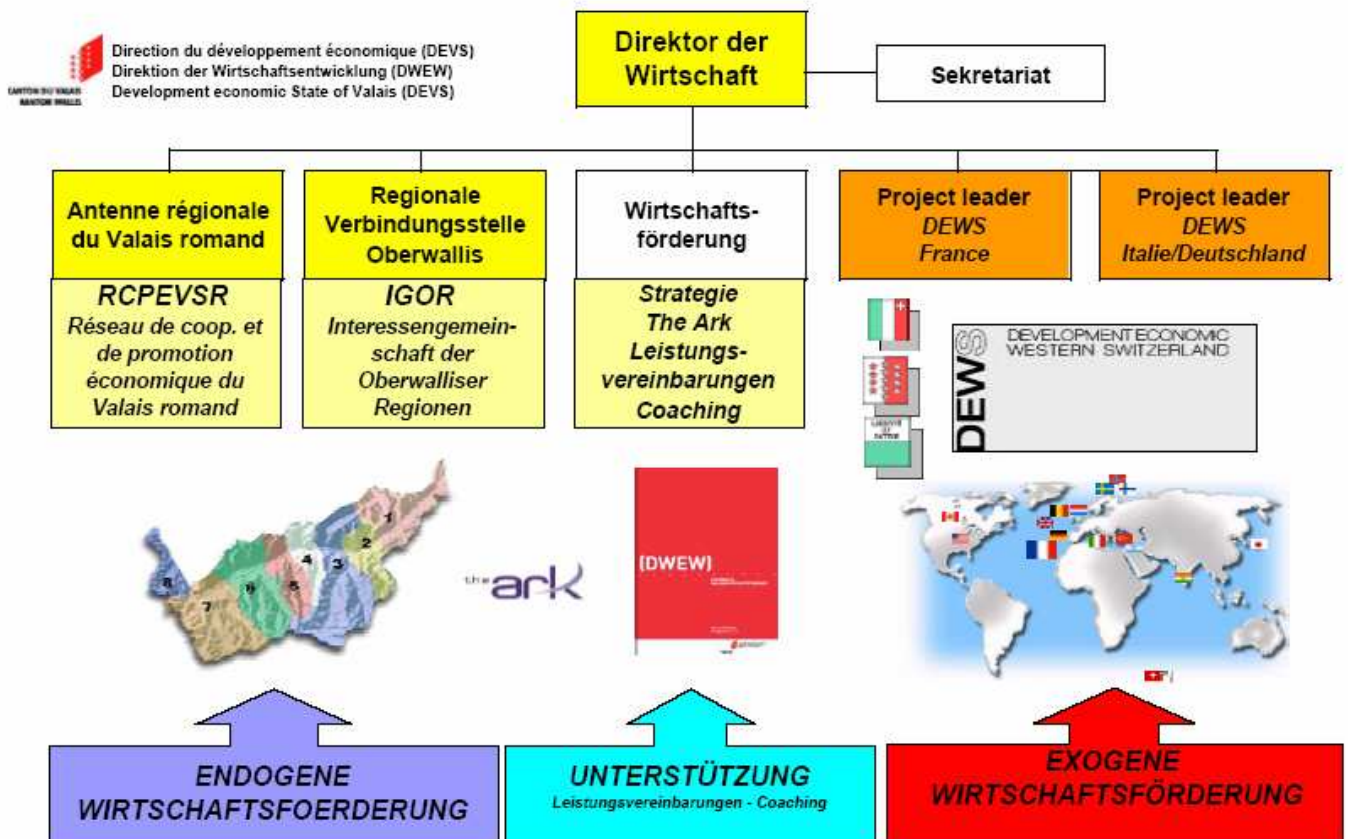 Direction du développement économique (DEVS)
Direktion der Wirtschaftsentwicklung (DWEW)
Development economic State of Valais (DEVS)
CANTON DU VALAIS
KANTON WALLIS
Direktor der
Wirtschaft
Sekretariat
Antenne régionale
du Valais romand
RCPEVSR
Réseau de coop. et
de promotion
économique du
Valais romand
Regionale
Verbindungsstelle
Oberwallis
IGOR
Interessengemein-
schaft der
Oberwalliser
Regionen
Wirtschafts-
förderung
Strategie
The Ark
Leistungs-
vereinbarungen
Coaching
Project leader
DEWS
France
Project leader
DEWS
Italie/Deutschland
LIBERTÉ
ET
PATRIE
DEWS
DEVELOPMENT ECONOMIC
WESTERN SWITZERLAND
1
2
3
4
5
6
7
8
the ark
(DWEW)
ENDOGENE
WIRTSCHAFTSFOERDERUNG
UNTERSTÜTZUNG
Leistungsvereinbarungen - Coaching
EXOGENE
WIRTSCHAFTSFÖRDERUNG